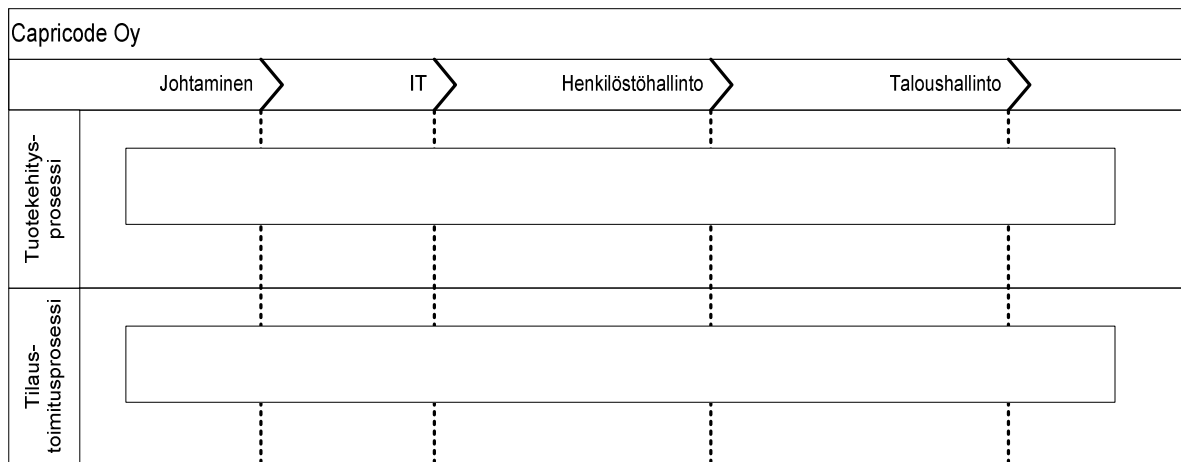 Capricode Oy
Johtaminen
IT
Henkilöstöhallinto
Taloushallinto
Tuotekehitys-
prosessi
Tilaus-
toimitusprosessi